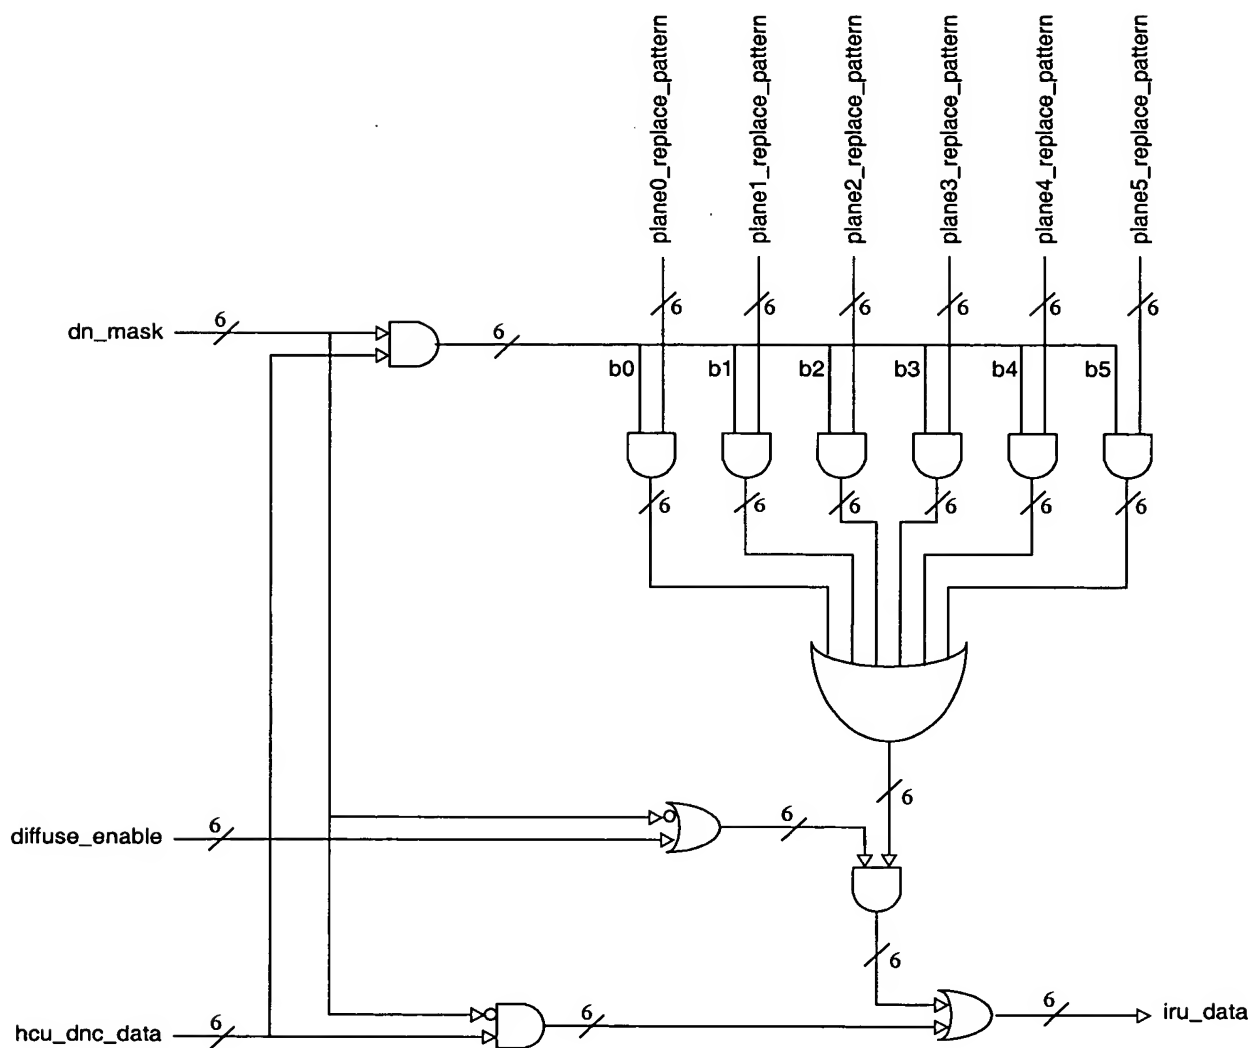 plane0_replace_pattern
plane1_replace_pattern
plane2_replace_pattern
plane3_replace_pattern
plane4_replace_pattern
plane5_replace_pattern
6
6
6
6
6
6
dn_mask
6
6
b0
b1
b2
b3
b4
b5
6
6
6
6
6
6
6
diffuse_enable
6
6
6
hcu_dnc_data
6
6
6
iru_data